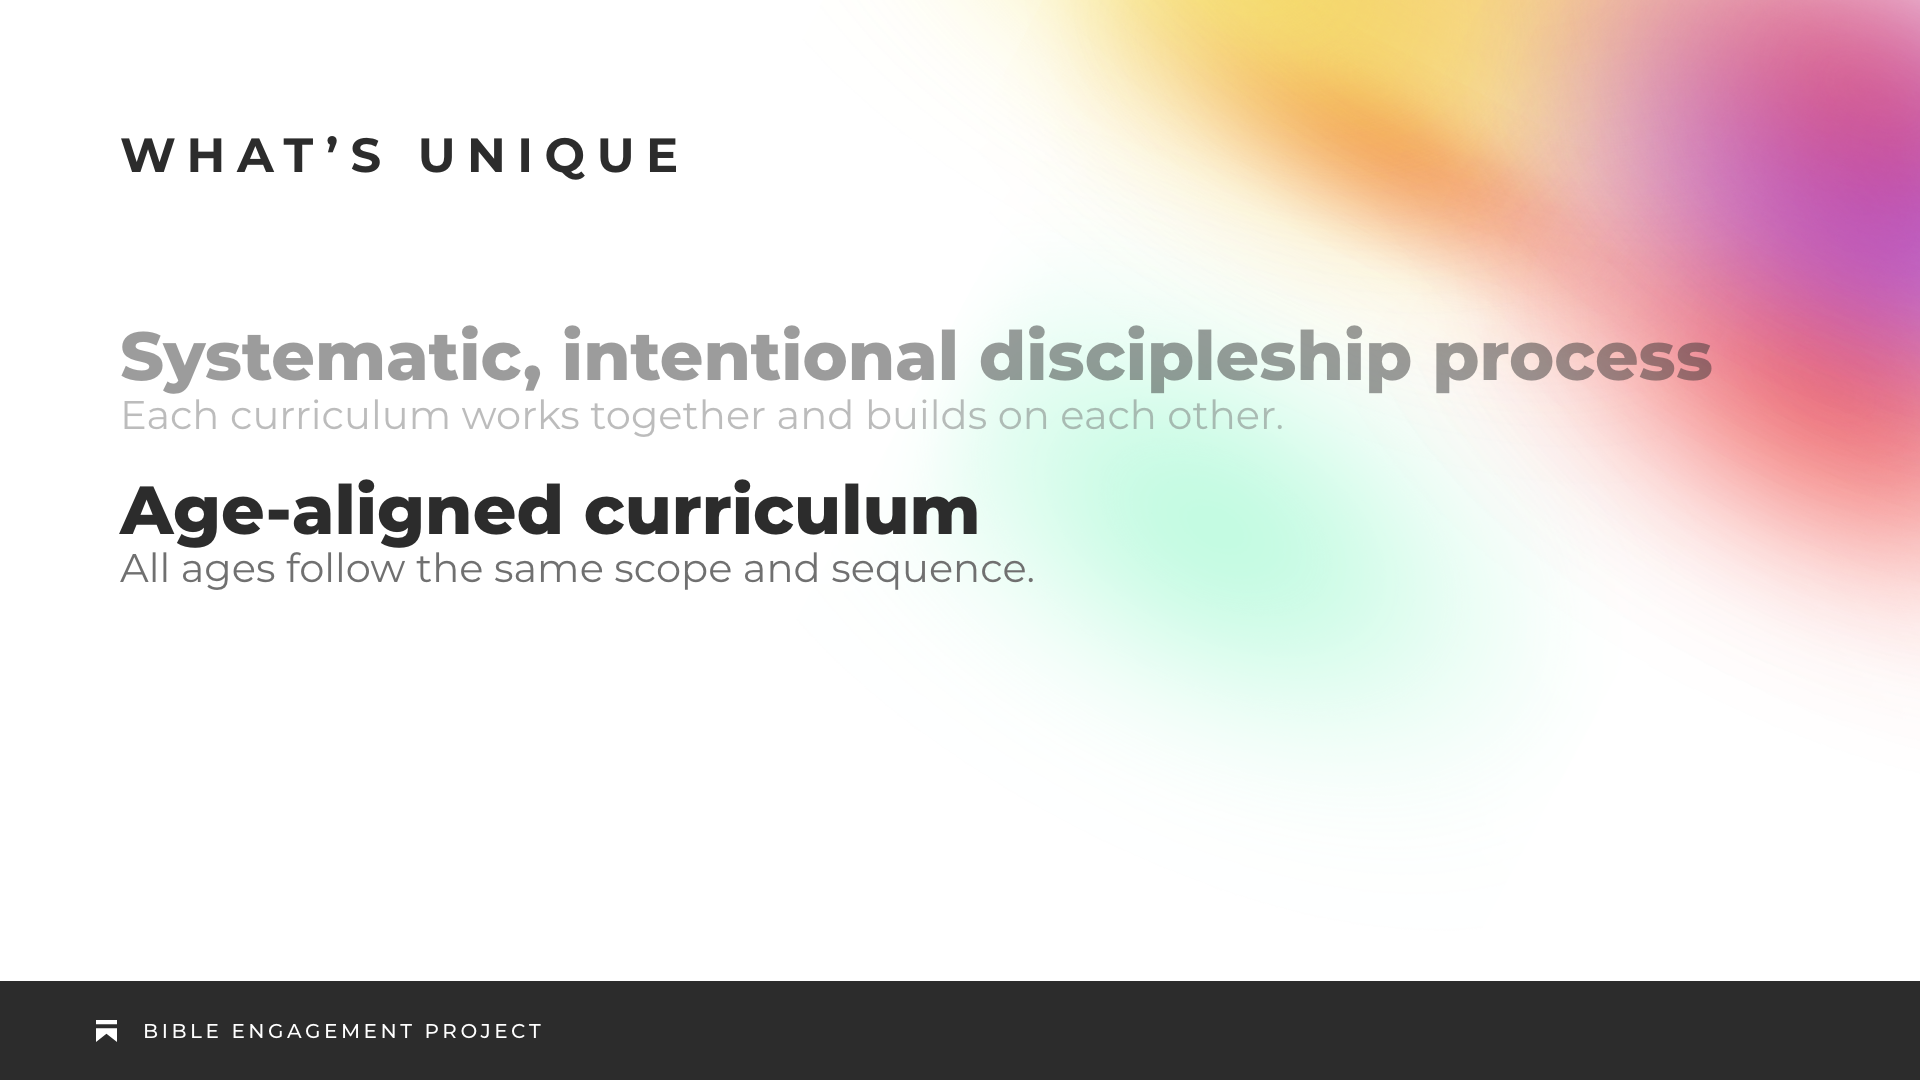 WHAT’S UNIQUE
Systematic, intentional discipleship process
Each curriculum works together and builds on each other.
Age-aligned curriculum
All ages follow the same scope and sequence.
BIBLE ENGAGEMENT PROJECT